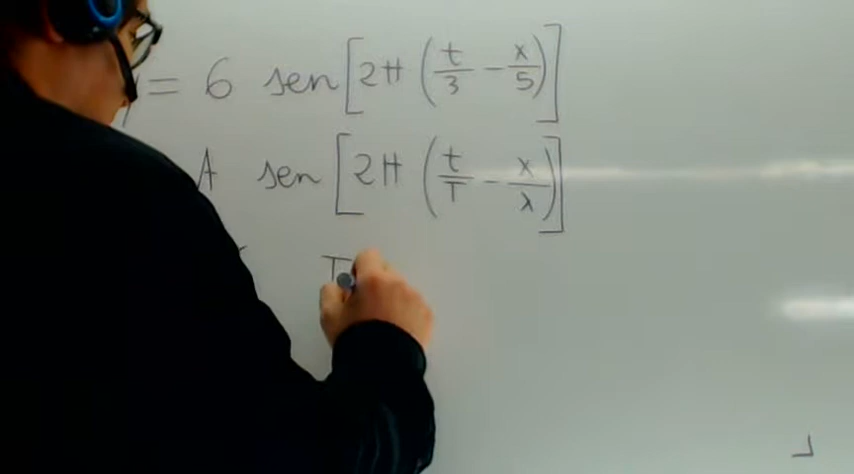 = 6 sen [2π (t/3 - x/5)]
A sen [2π (t/T - x/λ)]
T